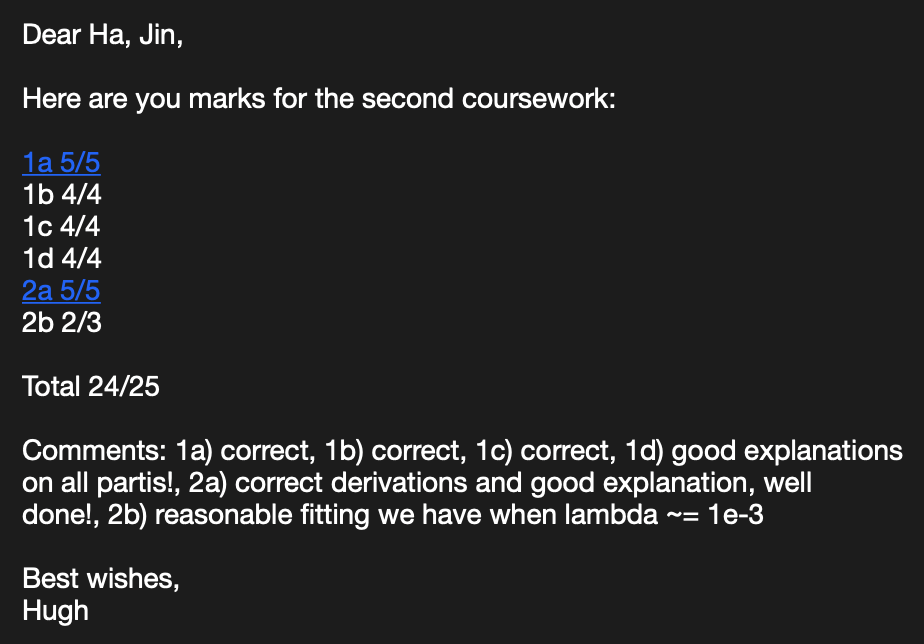 Dear Ha, Jin,
Here are you marks for the second coursework:
1a 5/5
1b 4/4
1c 4/4
1d 4/4
2a 5/5
2b 2/3
Total 24/25
Comments: 1a) correct, 1b) correct, 1c) correct, 1d) good explanations
on all partis!, 2a) correct derivations and good explanation, well
done!, 2b) reasonable fitting we have when lambda ~= 1e-3
Best wishes,
Hugh